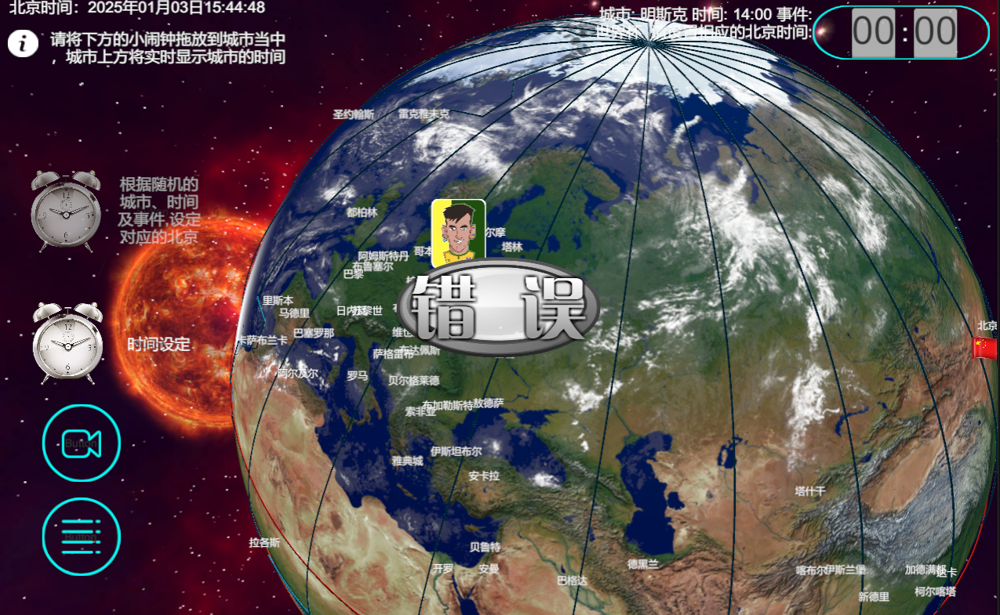 北京时间：2025年01月03日15:44:48
请将下方的小闹钟拖放到城市当中
，城市上方将实时显示城市的时间
城市: 明斯克 时间: 14:00 事件:
相应的北京时间:
00:00
圣约翰斯
雷克雅未克
根据随机的
城市、时间
及事件,设定
对应的北京
都柏林
尔摩
塔林
阿姆斯特丹
哥本
布鲁塞尔
巴黎
错 误
里斯本
马德里
日内
苏黎世
巴塞罗那
维也
卡萨布兰卡
北京
时间设定
萨格雷布
布达佩斯
阿尔及尔
罗马
贝尔格莱德
布加勒斯特
敖德萨
索非亚
Button
伊斯坦布尔
雅典城
安卡拉
塔什干
Button
拉各斯
贝鲁特
开罗
安曼
德黑兰
巴格达
喀布尔
伊斯兰堡
加德满都
达卡
柯尔喀塔
新德里